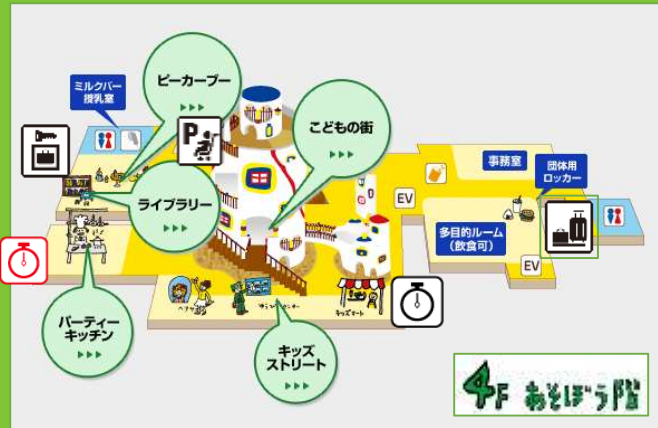 ピーカーブー
▶▶▶
ミルクバー
授乳室
P
こどもの街
▶▶▶
ライブラリー
▶▶▶
事務室
団体用
ロッカー
EV
多目的ルーム
(飲食可)
EV
パーティー
キッチン
▶▶▶
キッズ
ストリート
▶▶▶
4F あそぼう階